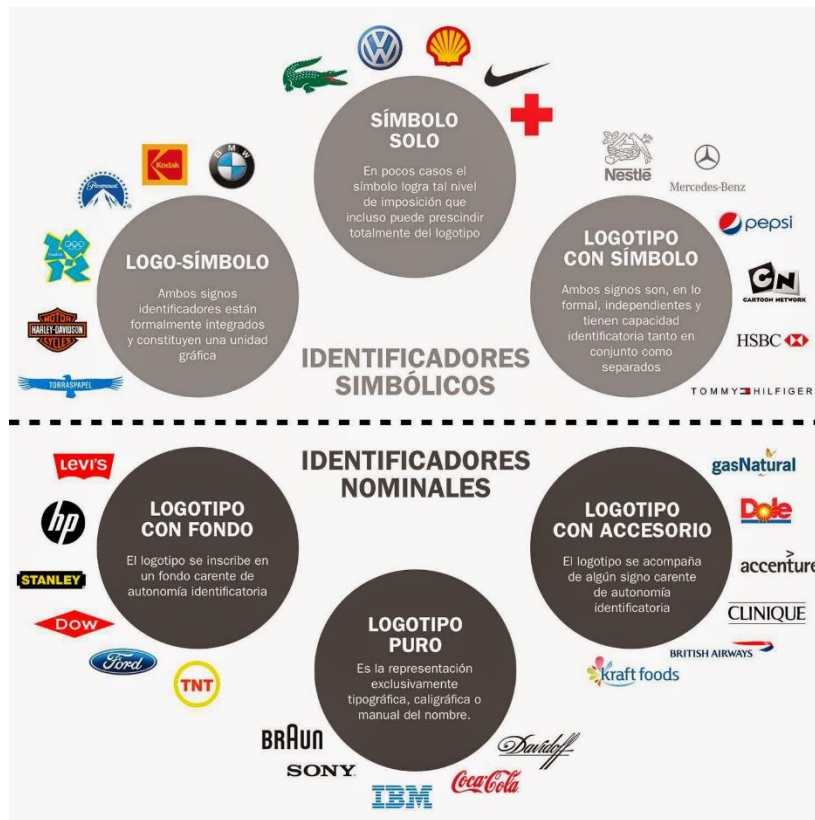 SÍMBOLO
SOLO
En pocos casos el
símbolo logra tal nivel
de imposición que
incluso puede prescindir
totalmente del logotipo
Kodak
BMW
Paramount
LOGO-SÍMBOLO
Ambos signos
identificadores están
formalmente integrados
y constituyen una unidad
gráfica
MOTOR
HARLEY-DAVIDSON
CYCLES
TORRASPAPEL
Nestlé
Mercedes-Benz
pepsi
CN
CARTOON NETWORK
HSBC
TOMMY HILFIGER
LOGOTIPO
CON SÍMBOLO
Ambos signos son, en lo
formal, independientes y
tienen capacidad
identificatoria tanto en
conjunto como
separados
IDENTIFICADORES
SIMBÓLICOS
IDENTIFICADORES
NOMINALES
LEVI'S
hp
STANLEY
DOW
Ford
TNT
LOGOTIPO
CON FONDO
El logotipo se inscribe en
un fondo carente de
autonomía identificatoria
LOGOTIPO
CON ACCESORIO
El logotipo se acompaña
de algún signo carente
de autonomía
identificatoria
gasNatural
Dole
accenture
CLINIQUE
BRITISH AIRWAYS
kraft foods
LOGOTIPO
PURO
Es la representación
exclusivamente
tipográfica, caligráfica o
manual del nombre.
BRAUN
SONY
IBM
Coca-Cola
Davidoff